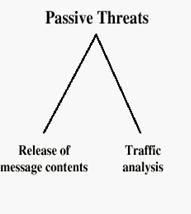 Passive Threats
Release of
message contents
Traffic
analysis